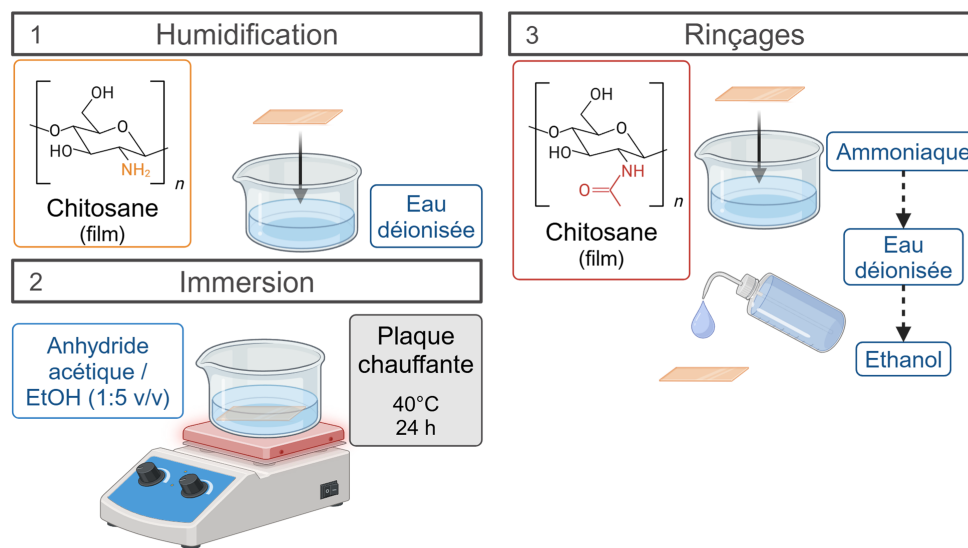 1
Humidification
OH
O
O
HO
NH2
n
Chitosane
(film)
Eau
déionisée
2
Immersion
Anhydride
acétique /
EtOH (1:5 v/v)
Plaque
chauffante
40°C
24 h
3
Rinçages
OH
O
O
HO
NH
O
n
Chitosane
(film)
Ammoniaque
Eau
déionisée
Ethanol